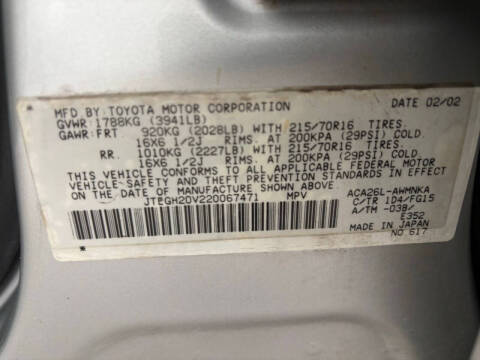 MFD BY: TOYOTA MOTOR CORPORATION DATE 02/02
GVWR: 1788KG (3941LB)
GAWR: FRT 920KG (2028LB) WITH 215/70R16 TIRES.
16X6 1/2J RIMS. AT 200KPA (29PSI) COLD.
RR. 1010KG (2227LB) WITH 215/70R16 TIRES.
16X6 1/2J RIMS. AT 200KPA (29PSI) COLD.
THIS VEHICLE CONFORMS TO ALL APPLICABLE FEDERAL MOTOR
VEHICLE SAFETY AND THEFT PREVENTION STANDARDS IN EFFECT
ON THE DATE OF MANUFACTURE SHOWN ABOVE.
JTEGH20V220067471 MPV ACA26L-AWMNKA
C/TR 1D4/FG15
A/TM -03B/
E352
MADE IN JAPAN
NO 617